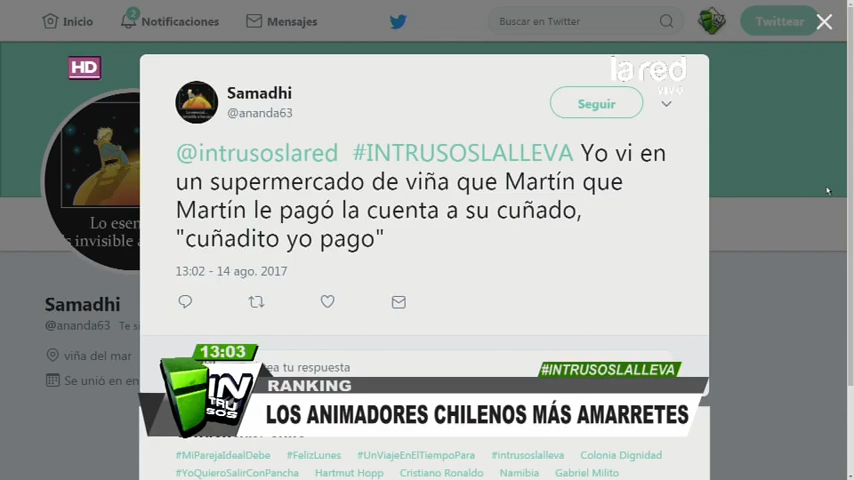 Inicio
2
Notificaciones
Mensajes
Buscar en Twitter
Twittear
HD
la red
VIVO
Samadhi
@ananda63
Seguir
@intrusoslared #INTRUSOSLALLEVA Yo vi en
un supermercado de viña que Martín que
Martín le pagó la cuenta a su cuñado,
"cuñadito yo pago"
13:02 - 14 ago. 2017
Lo esen
s invisible a
Samadhi
@ananda63 Te s
viña del mar
Se unió en en
ea tu respuesta
13:03
INTRUSOS
#INTRUSOSLALLEVA
RANKING
LOS ANIMADORES CHILENOS MÁS AMARRETES
#MiParejaIdealDebe #FelizLunes #UnViajeEnElTiempoPara #intrusoslalleva Colonia Dignidad
#YoQuieroSalirConPancha Hartmut Hopp Cristiano Ronaldo Namibia Gabriel Milito